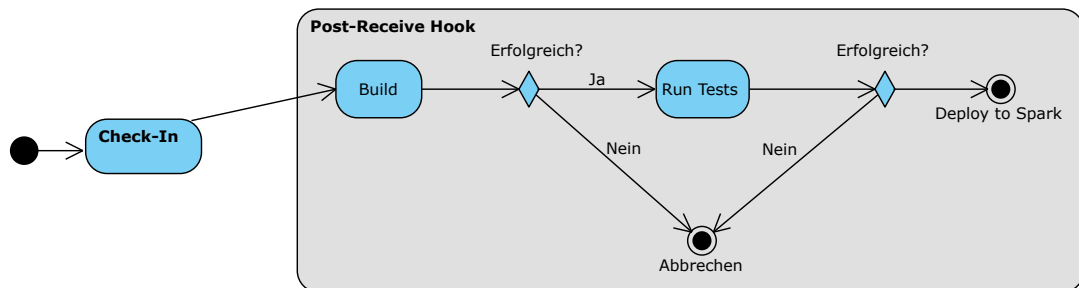 Post-Receive Hook
Erfolgreich?
Erfolgreich?
Build
Ja
Run Tests
Deploy to Spark
Check-In
Nein
Nein
Abbrechen